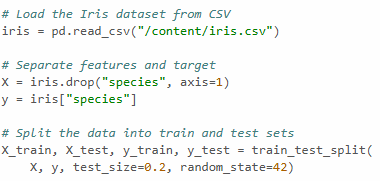 # Load the Iris dataset from CSV
iris = pd.read_csv("/content/iris.csv")
# Separate features and target
X = iris.drop("species", axis=1)
y = iris["species"]
# Split the data into train and test sets
X_train, X_test, y_train, y_test = train_test_split(
    X, y, test_size=0.2, random_state=42)